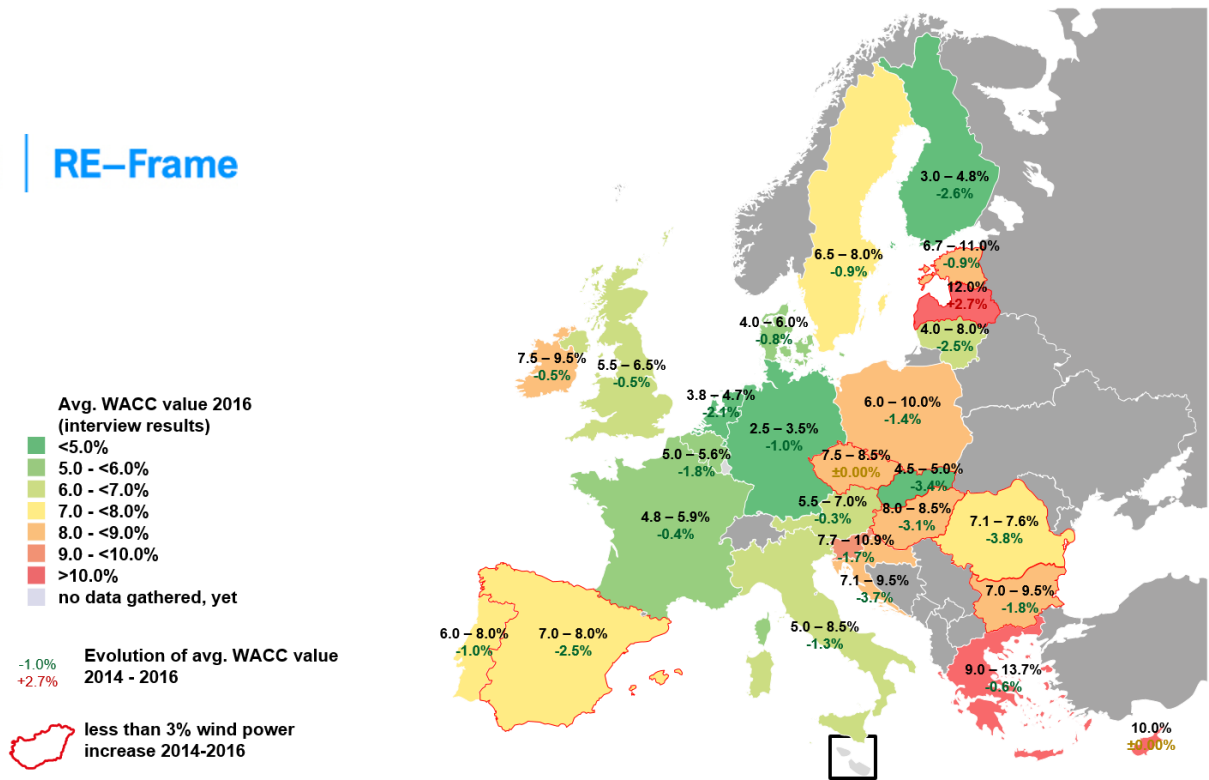 RE–Frame
3.0 – 4.8%
-2.6%
6.7 – 11.0%
-0.9%
6.5 – 8.0%
-0.9%
12.0%
+2.7%
4.0 – 6.0%
-0.8%
4.0 – 8.0%
-2.5%
7.5 – 9.5%
-0.5%
5.5 – 6.5%
-0.5%
3.8 – 4.7%
-2.1%
6.0 – 10.0%
-1.4%
2.5 – 3.5%
-1.0%
5.0 – 5.6%
-1.8%
7.5 – 8.5%
±0.00%
4.5 – 5.0%
-3.4%
5.5 – 7.0%
-0.3%
8.0 – 8.5%
-3.1%
4.8 – 5.9%
-0.4%
7.1 – 7.6%
-3.8%
7.7 – 10.9%
-1.7%
7.1 – 9.5%
-3.7%
7.0 – 9.5%
-1.8%
6.0 – 8.0%
-1.0%
7.0 – 8.0%
-2.5%
5.0 – 8.5%
-1.3%
9.0 – 13.7%
-0.6%
10.0%
±0.00%
Avg. WACC value 2016
(interview results)
<5.0%
5.0 - <6.0%
6.0 - <7.0%
7.0 - <8.0%
8.0 - <9.0%
9.0 - <10.0%
>10.0%
no data gathered, yet
-1.0%
+2.7%
Evolution of avg. WACC value
2014 - 2016
less than 3% wind power
increase 2014-2016